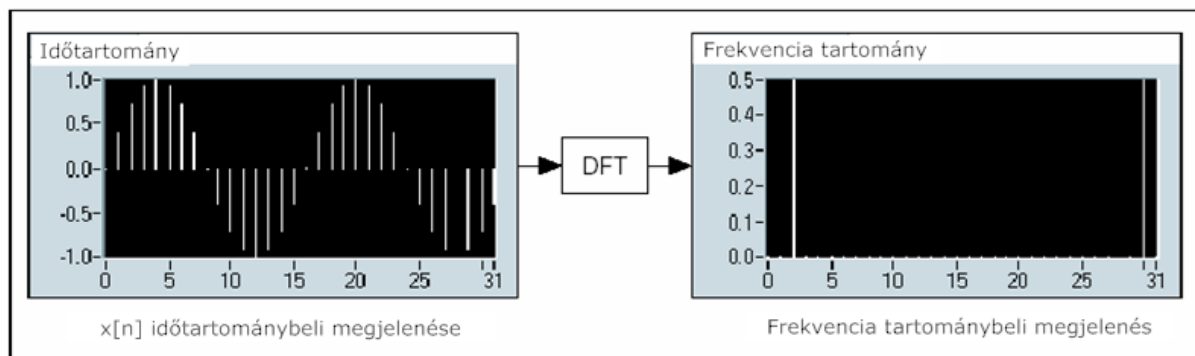 Időtartomány
1.0
0.5
0.0
-0.5
-1.0
0 5 10 15 20 25 31
x[n] időtartománybeli megjelenése
DFT
Frekvencia tartomány
0.5
0.4
0.3
0.2
0.1
0.0
0 5 10 15 20 25 31
Frekvencia tartománybeli megjelenés